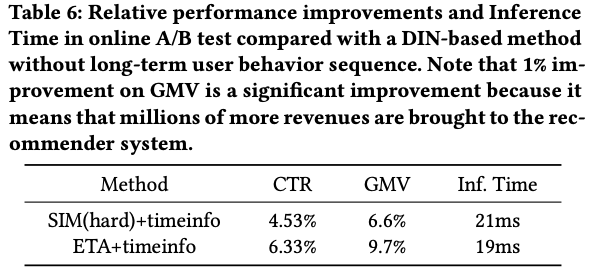 Table 6: Relative performance improvements and Inference
Time in online A/B test compared with a DIN-based method
without long-term user behavior sequence. Note that 1% im-
provement on GMV is a significant improvement because it
means that millions of more revenues are brought to the rec-
ommender system.
Method CTR GMV Inf. Time
SIM(hard)+timeinfo 4.53% 6.6% 21ms
ETA+timeinfo 6.33% 9.7% 19ms